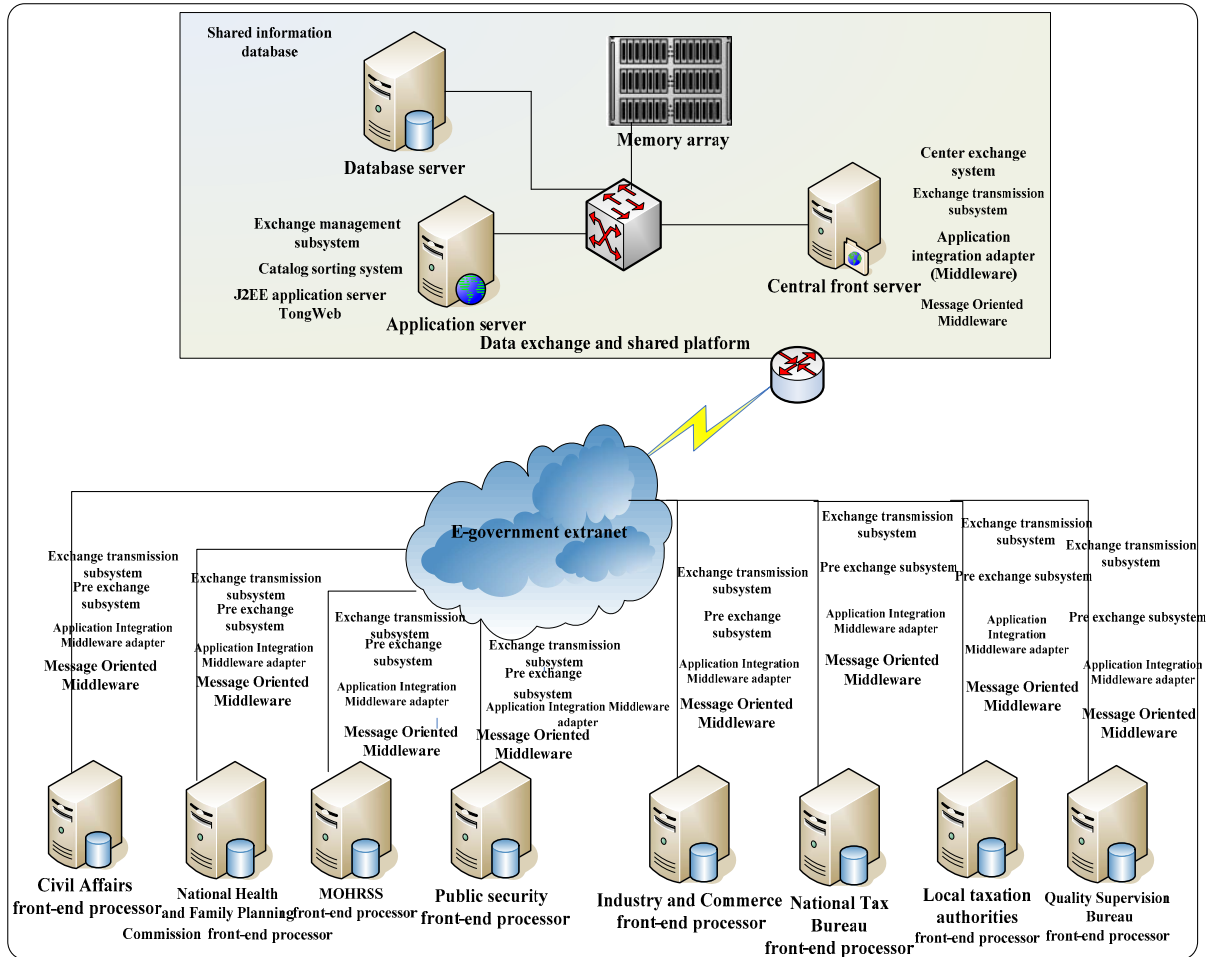 Shared information
database
Database server
Memory array
Center exchange
system
Exchange transmission
subsystem
Application
integration adapter
(Middleware)
Message Oriented
Middleware
Central front server
Exchange management
subsystem
Catalog sorting system
J2EE application server
TongWeb
Application server
Data exchange and shared platform
E-government extranet
Exchange transmission
subsystem
Pre exchange
subsystem
Application Integration
Middleware adapter
Message Oriented
Middleware
Exchange transmission
subsystem
Pre exchange
subsystem
Application Integration
Middleware adapter
Message Oriented
Middleware
Exchange transmission
subsystem
Pre exchange
subsystem
Application Integration
Middleware adapter
Message Oriented
Middleware
Exchange transmission
subsystem
Pre exchange
subsystem
Application Integration Middleware
adapter
Message Oriented
Middleware
Exchange transmission
subsystem
Pre exchange
subsystem
Application Integration
Middleware adapter
Message Oriented
Middleware
Exchange transmission
subsystem
Pre exchange subsystem
Application Integration
Middleware adapter
Message Oriented
Middleware
Exchange transmission
subsystem
Pre exchange subsystem
Application
Integration
Middleware adapter
Message Oriented
Middleware
Exchange transmission
subsystem
Pre exchange subsystem
Application Integration
Middleware adapter
Message Oriented
Middleware
Civil Affairs
front-end processor
National Health
and Family Planning
Commission front-end processor
MOHRSS
front-end processor
Public security
front-end processor
Industry and Commerce
front-end processor
National Tax
Bureau
front-end processor
Local taxation
authorities
front-end processor
Quality Supervision
Bureau
front-end processor